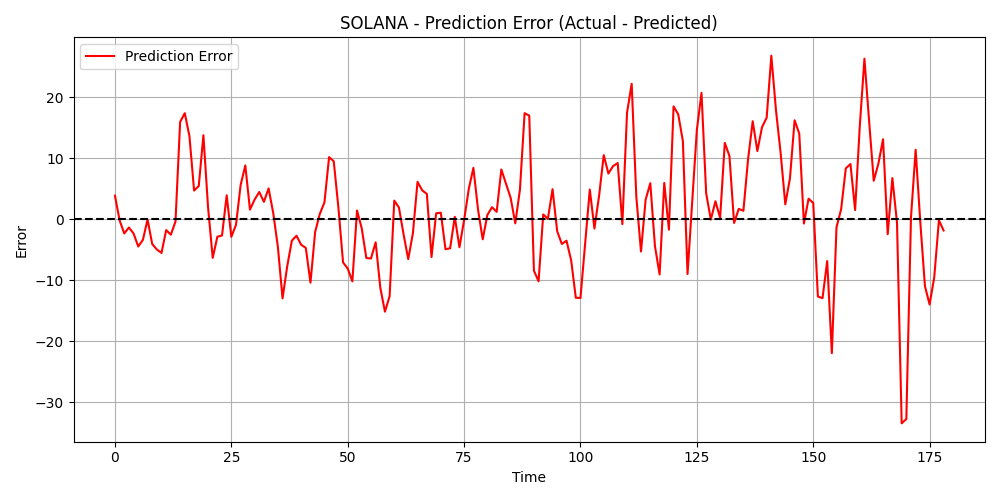 SOLANA - Prediction Error (Actual - Predicted)
Prediction Error
Error
20
10
0
−10
−20
−30
0 25 50 75 100 125 150 175
Time